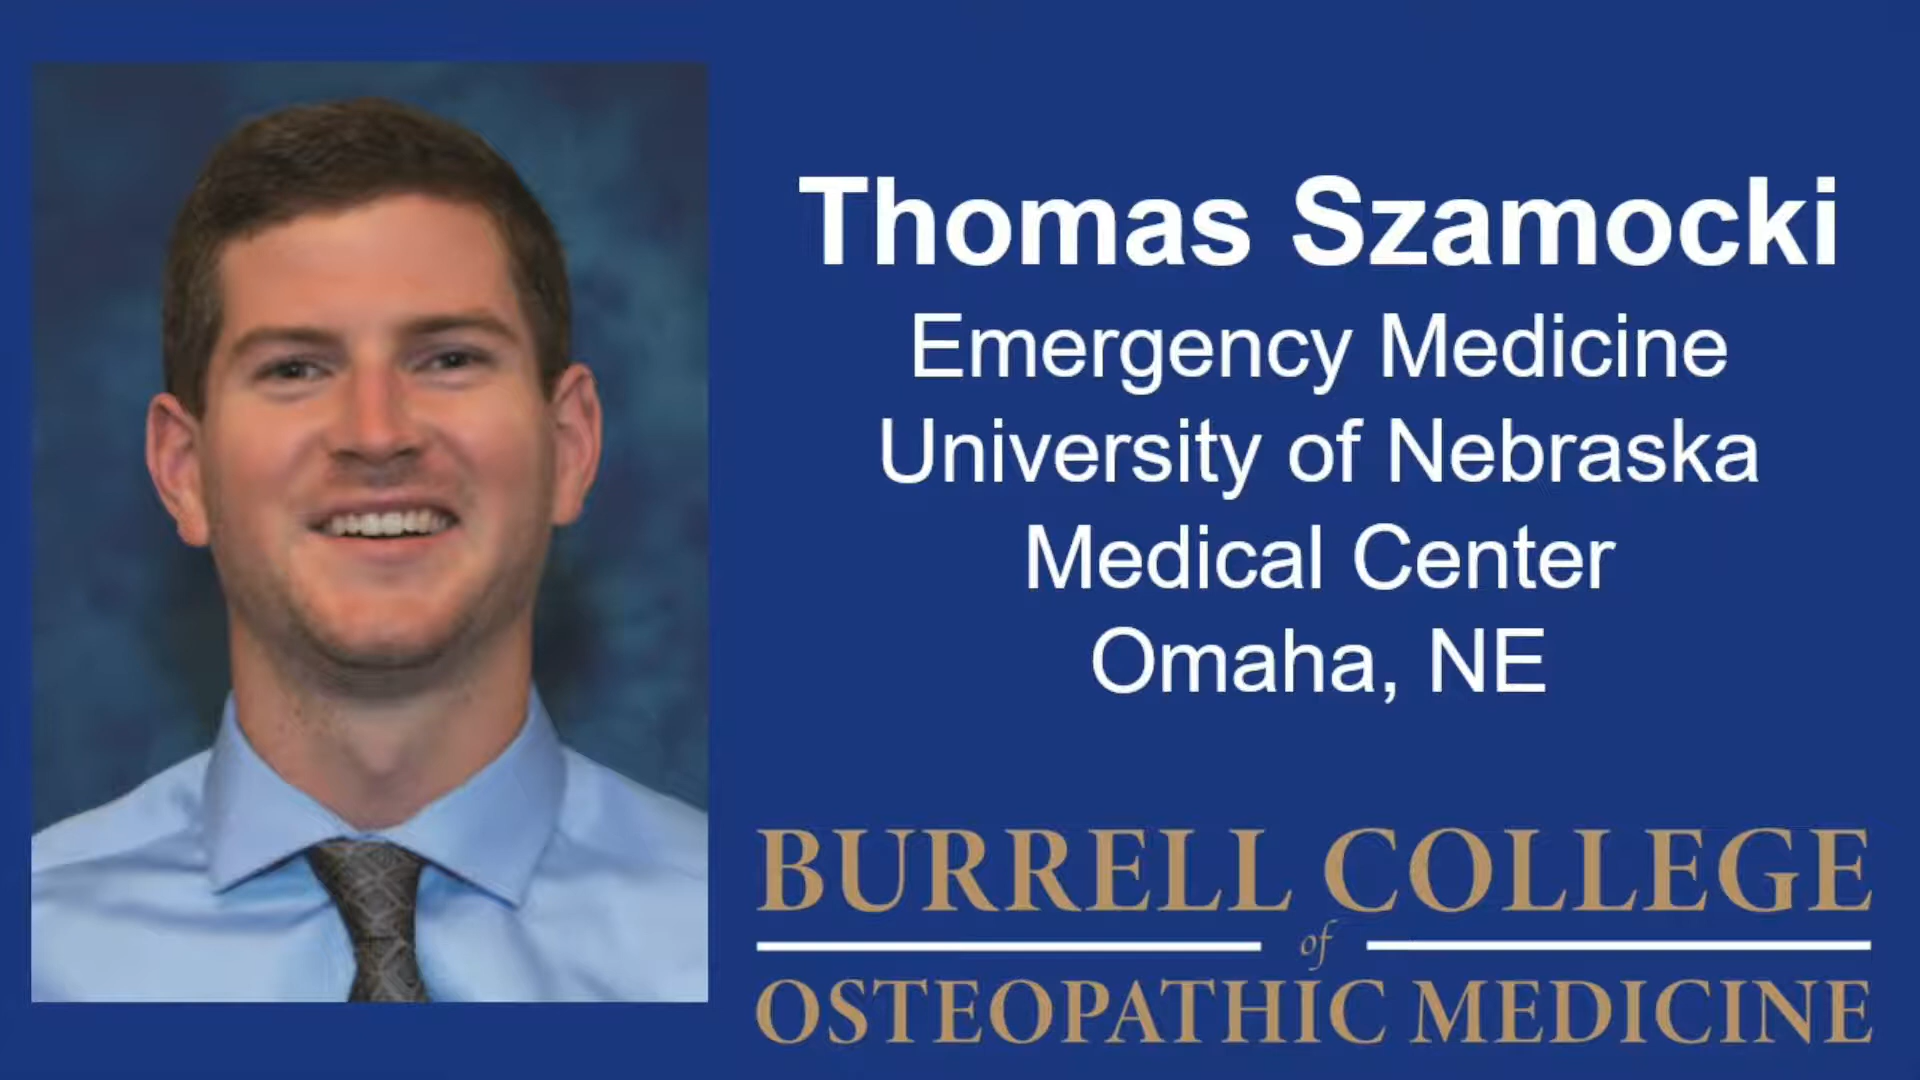 Thomas Szamocki
Emergency Medicine
University of Nebraska
Medical Center
Omaha, NE
BURRELL COLLEGE
of
OSTEOPATHIC MEDICINE